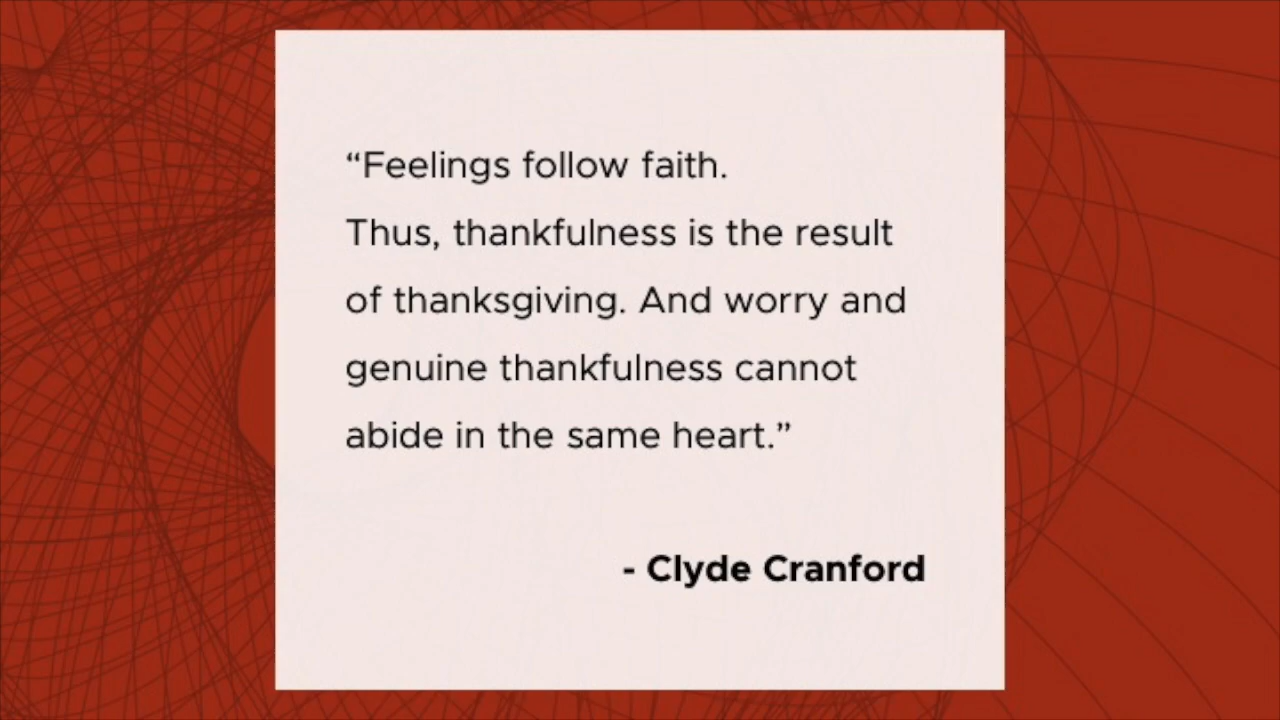 “Feelings follow faith.
Thus, thankfulness is the result
of thanksgiving. And worry and
genuine thankfulness cannot
abide in the same heart.”
- Clyde Cranford